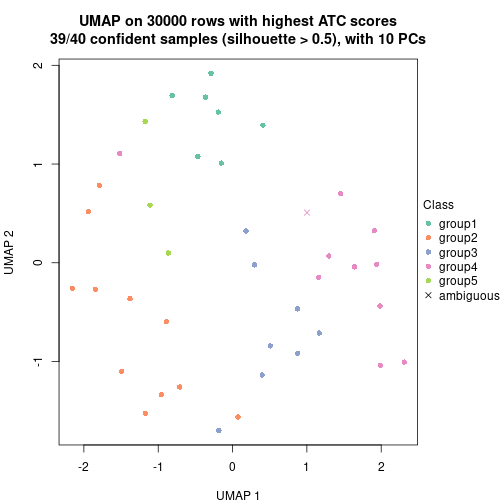 UMAP on 30000 rows with highest ATC scores
39/40 confident samples (silhouette > 0.5), with 10 PCs
2
1
0
-1
UMAP 2
-2
-1
0
1
2
UMAP 1
Class
group1
group2
group3
group4
group5
ambiguous